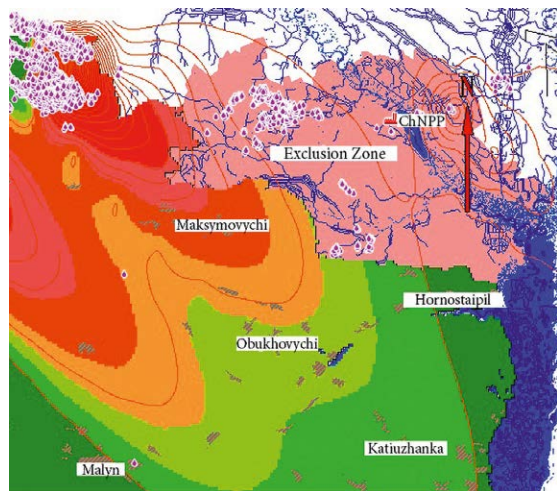 N
ChNPP
Exclusion Zone
Maksymovychi
Hornostaipil
Obukhovychi
Katiuzhanka
Malyn